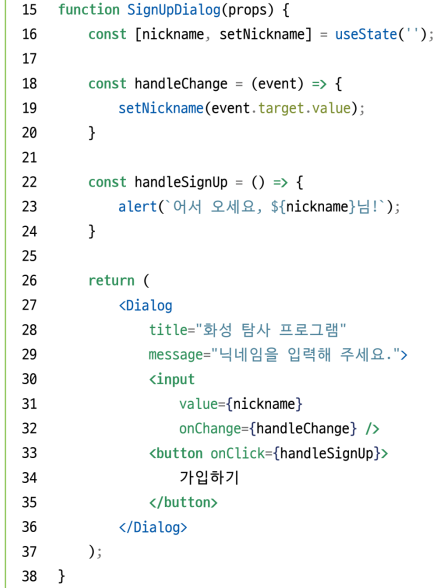 15 function SignUpDialog(props) {
16     const [nickname, setNickname] = useState('');
17
18     const handleChange = (event) => {
19         setNickname(event.target.value);
20     }
21
22     const handleSignUp = () => {
23         alert(`어서 오세요, ${nickname}님!`);
24     }
25
26     return (
27         <Dialog
28             title="화성 탐사 프로그램"
29             message="닉네임을 입력해 주세요.">
30             <input
31                 value={nickname}
32                 onChange={handleChange} />
33             <button onClick={handleSignUp}>
34                 가입하기
35             </button>
36         </Dialog>
37     );
38 }